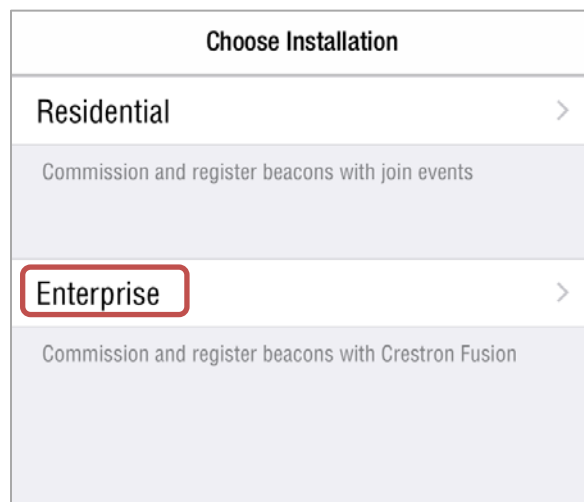 Choose Installation
Residential
Commission and register beacons with join events
Enterprise
Commission and register beacons with Crestron Fusion